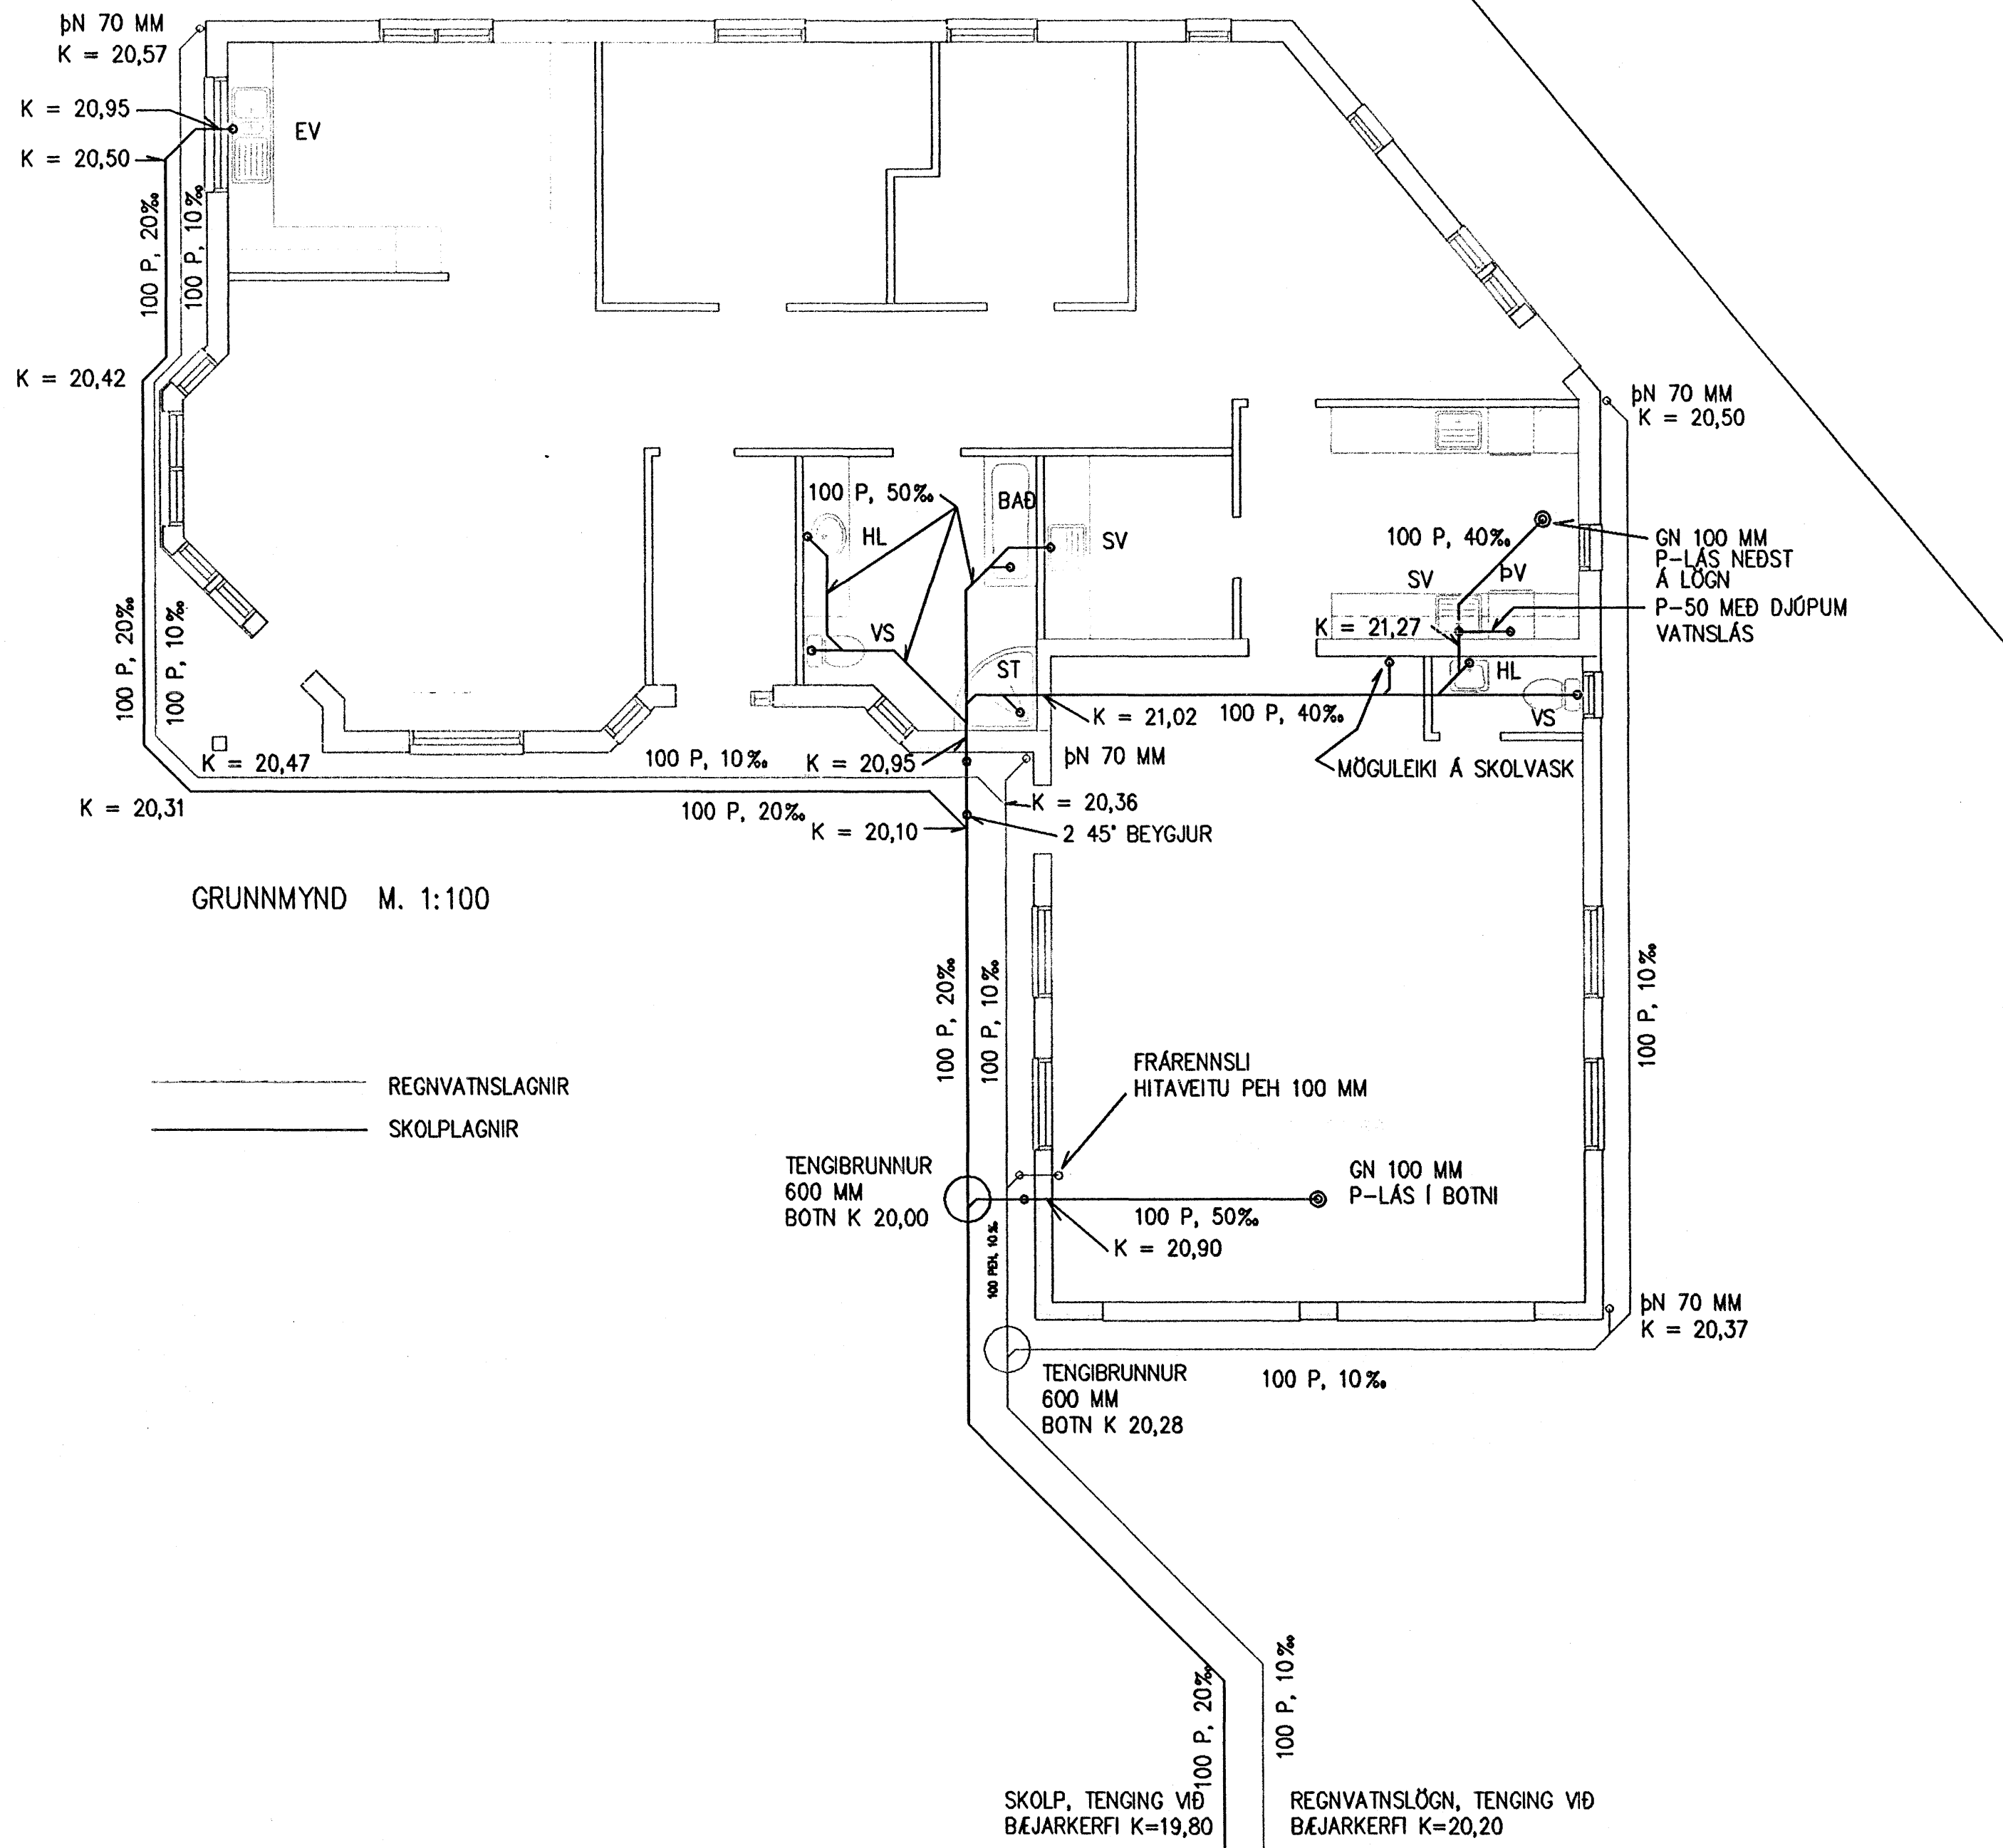 þN 70 MM
K = 20,57
K = 20,95
EV
K = 20,50
100 P, 20‰
100 P, 10‰
K = 20,42
þN 70 MM
K = 20,50
100 P, 50‰
BAÐ
HL
SV
100 P, 40‰
GN 100 MM
P-LÁS NEÐST
Á LÖGN
SV
ÞV
P-50 MEÐ DJÚPUM
VATNSLÁS
K = 21,27
VS
ST
HL
VS
100 P, 20‰
100 P, 10‰
K = 21,02
100 P, 40‰
K = 20,47
100 P, 10‰
K = 20,95
þN 70 MM
MÖGULEIKI Á SKOLVASK
K = 20,31
100 P, 20‰
K = 20,36
K = 20,10
2 45° BEYGJUR
GRUNNMYND M. 1:100
100 P, 20‰
100 P, 10‰
100 P, 10‰
REGNVATNSLAGNIR
SKOLPLAGNIR
FRÁRENNSLI
HITAVEITU PEH 100 MM
TENGIBRUNNUR
600 MM
BOTN K 20,00
GN 100 MM
P-LÁS Í BOTNI
100 P, 50‰
K = 20,90
100 PEH, 10‰
þN 70 MM
K = 20,37
TENGIBRUNNUR
600 MM
BOTN K 20,28
100 P, 10‰
100 P, 20‰
100 P, 10‰
SKOLP, TENGING VIÐ
BÆJARKERFI K=19,80
REGNVATNSLÖGN, TENGING VIÐ
BÆJARKERFI K=20,20